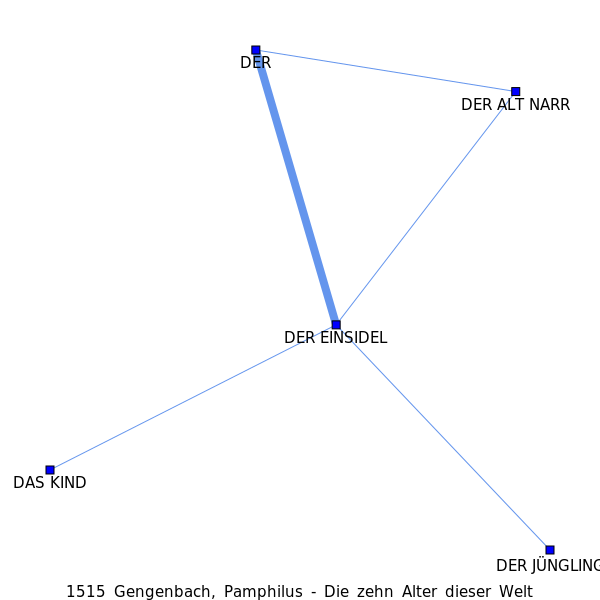 DER
DER ALT NARR
DER EINSIDEL
DAS KIND
DER JÜNGLING
1515 Gengenbach, Pamphilus - Die zehn Alter dieser Welt